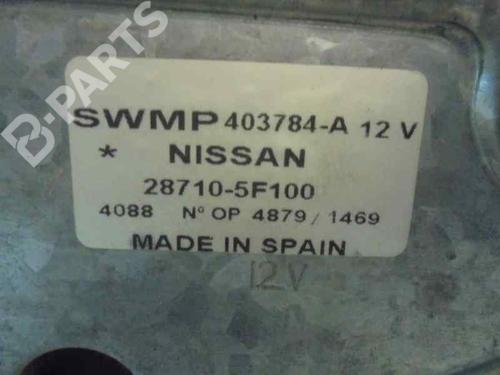 B-PARTS
SWMP 403784-A 12 V
* NISSAN
28710-5F100
4088 Nº OP 4879 / 1469
MADE IN SPAIN
12V